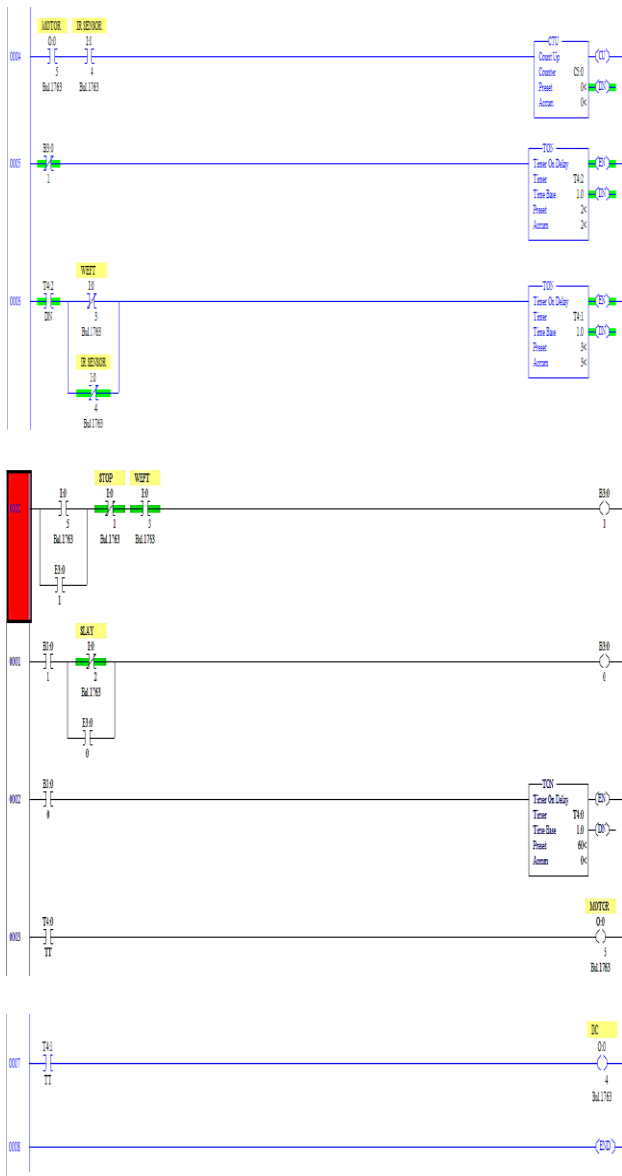 MOTOR IR SENSOR
O:0 I:0
0004
5 4
Bul.1763 Bul.1763
CTU
Count Up
Counter C5:0
Preset 0<
Accum 0<
CU
DN
0005
B3:0
1
TON
Timer On Delay
Timer T4:2
Time Base 1.0
Preset 2<
Accum 2<
EN
DN
WEFT
T4:2 I:0
DN 3
Bul.1763
IR SENSOR
I:0
4
Bul.1763
TON
Timer On Delay
Timer T4:1
Time Base 1.0
Preset 3<
Accum 3<
EN
DN
STOP WEFT
I:0 I:0 I:0
0000
5 1 3
Bul.1763 Bul.1763 Bul.1763
B3:0
1
B3:0
1
SLAY
B3:0 I:0
0001
1 2
Bul.1763
B3:0
0
B3:0
0
B3:0
0002
0
TON
Timer On Delay
Timer T4:0
Time Base 1.0
Preset 60<
Accum 0<
EN
DN
MOTOR
T4:0 O:0
0003
TT 5
Bul.1763
DC
T4:1 O:0
0007
TT 4
Bul.1763
0008
END